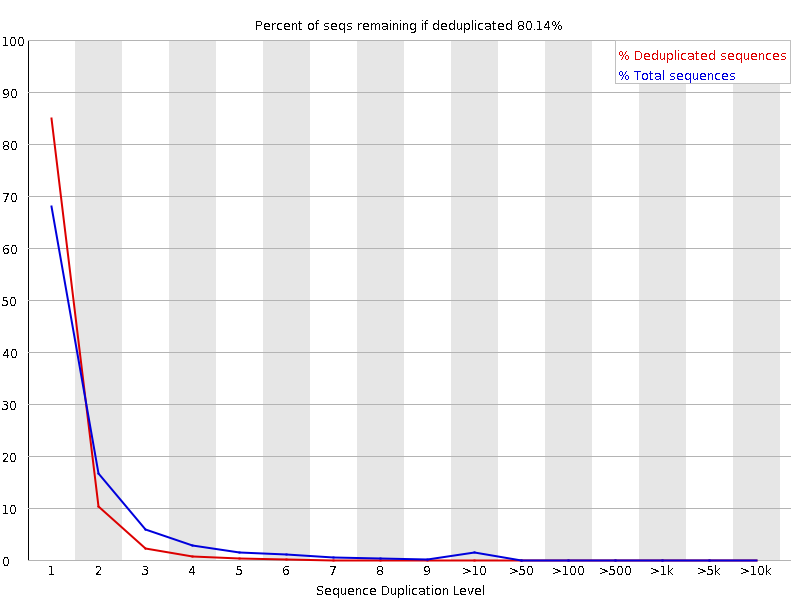 Percent of seqs remaining if deduplicated 80.14%
% Deduplicated sequences
% Total sequences
100
90
80
70
60
50
40
30
20
10
0
1 2 3 4 5 6 7 8 9 >10 >50 >100 >500 >1k >5k >10k
Sequence Duplication Level